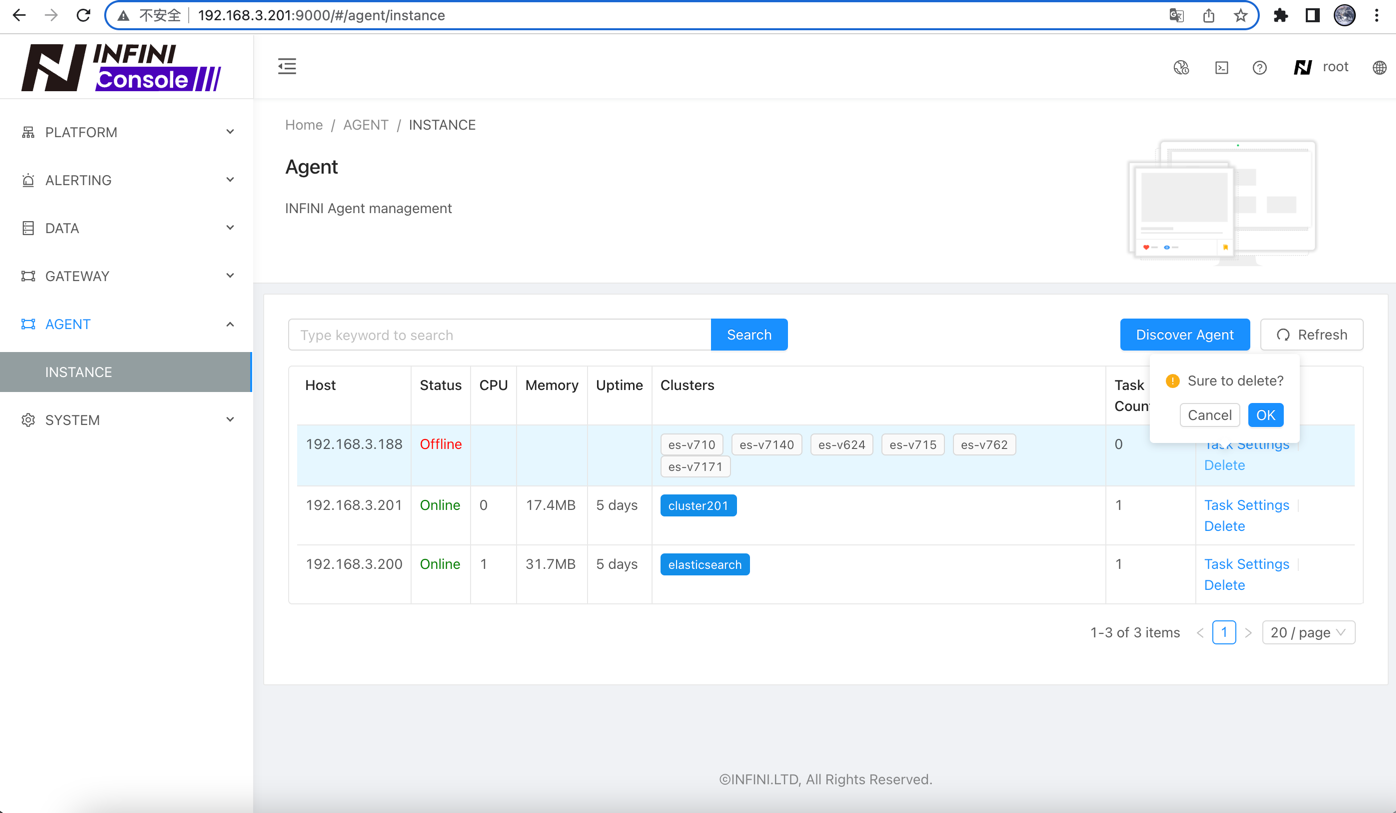 不安全 192.168.3.201:9000/#/agent/instance
INFINI
Console
root
PLATFORM
ALERTING
DATA
GATEWAY
AGENT
INSTANCE
SYSTEM
Home / AGENT / INSTANCE
Agent
INFINI Agent management
Type keyword to search Search Discover Agent Refresh
Sure to delete?
Cancel OK
Host Status CPU Memory Uptime Clusters Task
Count
192.168.3.188 Offline es-v710 es-v7140 es-v624 es-v715 es-v762 0 Task Settings
es-v7171 Delete
192.168.3.201 Online 0 17.4MB 5 days cluster201 1 Task Settings
Delete
192.168.3.200 Online 1 31.7MB 5 days elasticsearch 1 Task Settings
Delete
1-3 of 3 items < 1 > 20 / page
©INFINI.LTD, All Rights Reserved.